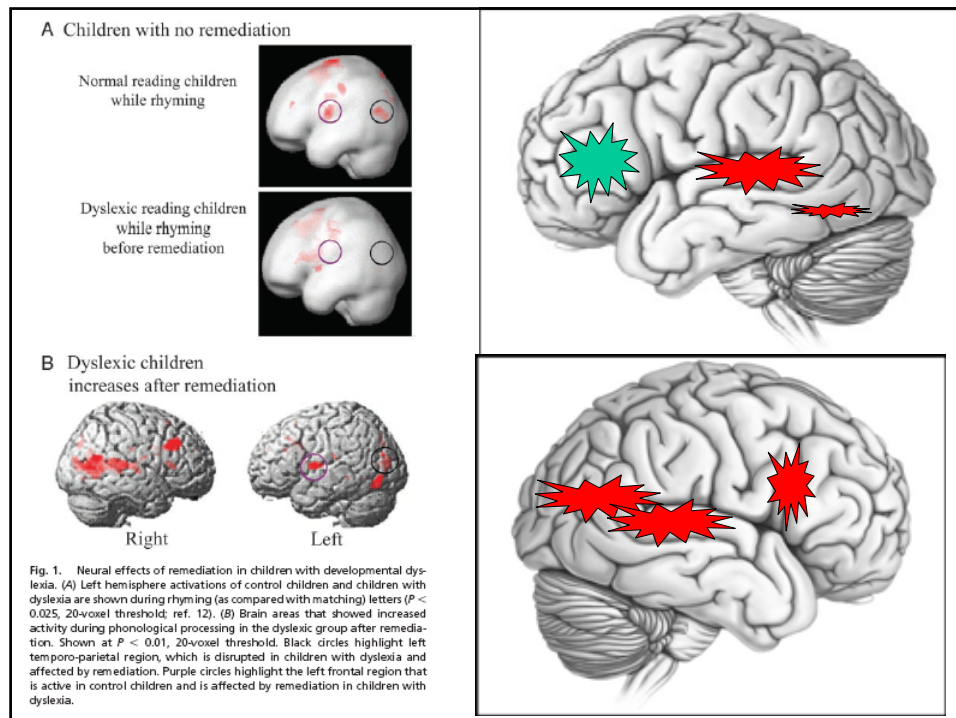 A Children with no remediation
Normal reading children
while rhyming
Dyslexic reading children
while rhyming
before remediation
B Dyslexic children
increases after remediation
Right
Left
Fig. 1. Neural effects of remediation in children with developmental dys-
lexia. (A) Left hemisphere activations of control children and children with
dyslexia are shown during rhyming (as compared with matching) letters (P <
0.025, 20-voxel threshold; ref. 12). (B) Brain areas that showed increased
activity during phonological processing in the dyslexic group after remedia-
tion. Shown at P < 0.01, 20-voxel threshold. Black circles highlight left
temporo-parietal region, which is disrupted in children with dyslexia and
affected by remediation. Purple circles highlight the left frontal region that
is active in control children and is affected by remediation in children with
dyslexia.